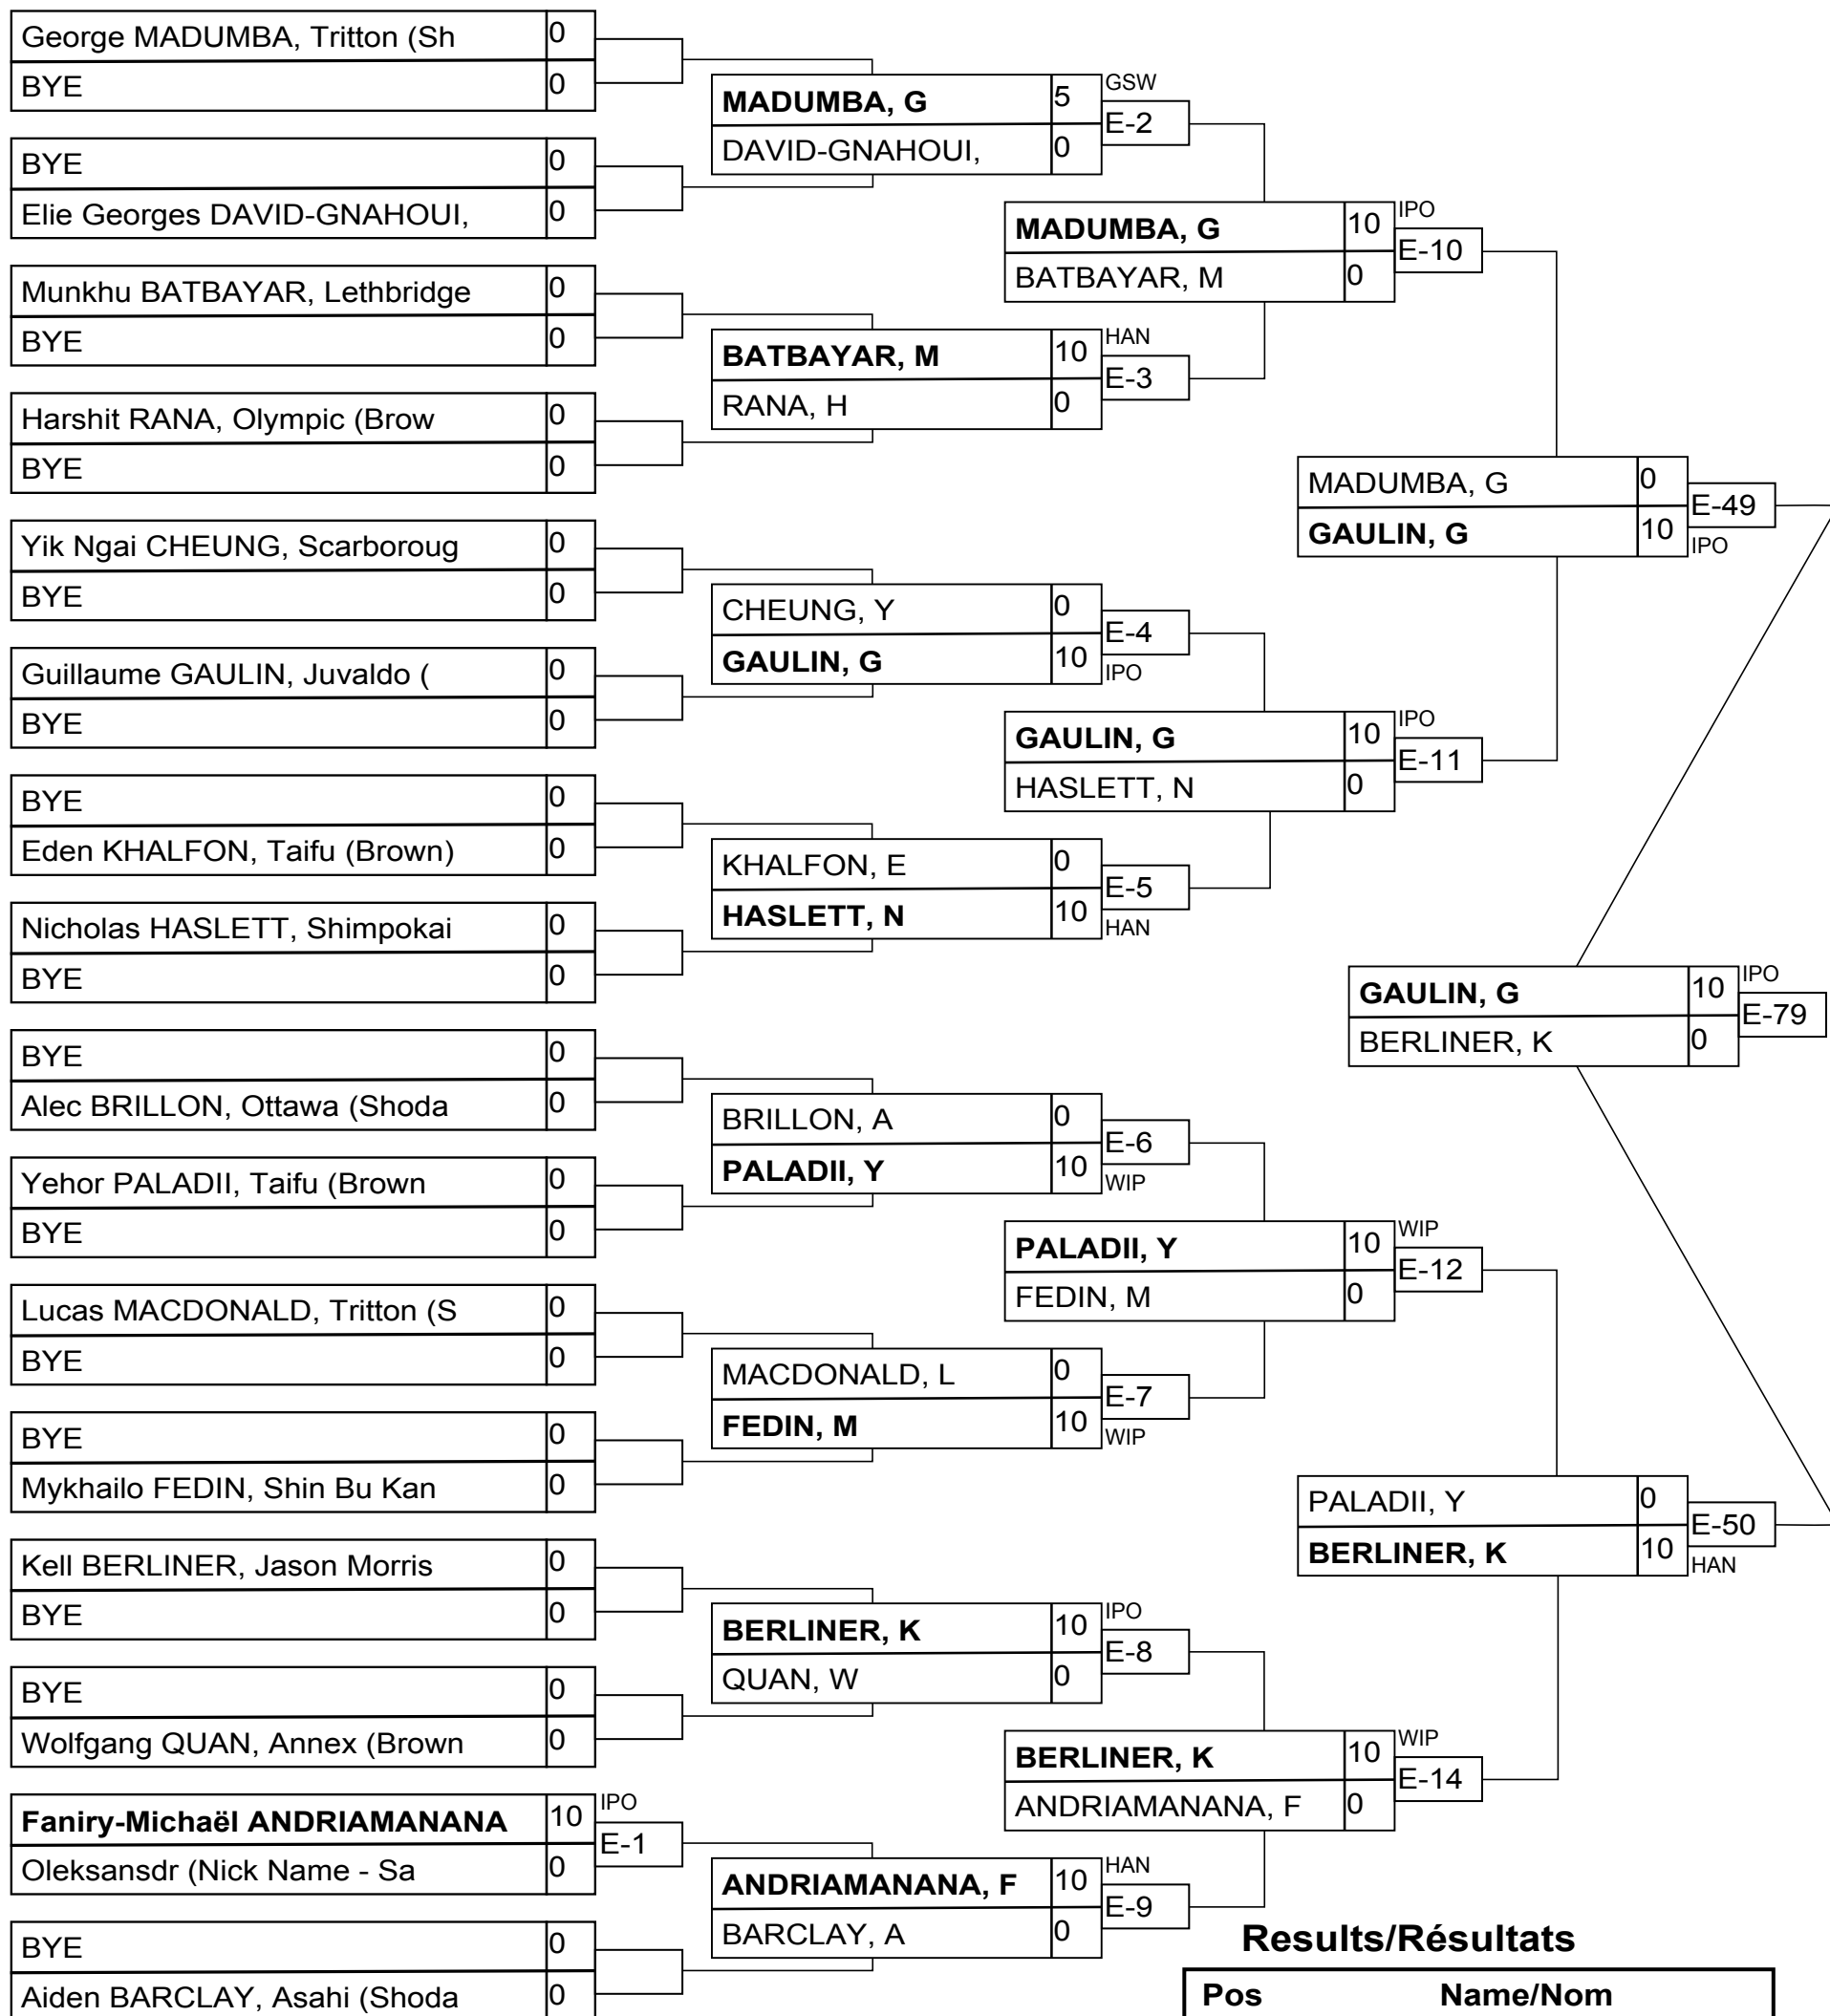 George MADUMBA, Tritton (Sh 0
BYE 0
BYE 0
Elie Georges DAVID-GNAHOUI, 0
Munkhu BATBAYAR, Lethbridge 0
BYE 0
Harshit RANA, Olympic (Brow 0
BYE 0
Yik Ngai CHEUNG, Scarboroug 0
BYE 0
Guillaume GAULIN, Juvaldo ( 0
BYE 0
BYE 0
Eden KHALFON, Taifu (Brown) 0
Nicholas HASLETT, Shimpokai 0
BYE 0
BYE 0
Alec BRILLON, Ottawa (Shoda 0
Yehor PALADII, Taifu (Brown 0
BYE 0
Lucas MACDONALD, Tritton (S 0
BYE 0
BYE 0
Mykhailo FEDIN, Shin Bu Kan 0
Kell BERLINER, Jason Morris 0
BYE 0
BYE 0
Wolfgang QUAN, Annex (Brown 0
Faniry-Michaël ANDRIAMANANA 10 IPO
E-1
Oleksansdr (Nick Name - Sa 0
BYE 0
Aiden BARCLAY, Asahi (Shoda 0
MADUMBA, G 5 GSW
E-2
DAVID-GNAHOUI, 0
BATBAYAR, M 10 HAN
E-3
RANA, H 0
CHEUNG, Y 0
E-4
GAULIN, G 10 IPO
KHALFON, E 0
E-5
HASLETT, N 10 HAN
BRILLON, A 0
E-6
PALADII, Y 10 WIP
MACDONALD, L 0
E-7
FEDIN, M 10 WIP
BERLINER, K 10 IPO
E-8
QUAN, W 0
ANDRIAMANANA, F 10 HAN
E-9
BARCLAY, A 0
MADUMBA, G 10 IPO
E-10
BATBAYAR, M 0
GAULIN, G 10 IPO
E-11
HASLETT, N 0
PALADII, Y 10 WIP
E-12
FEDIN, M 0
BERLINER, K 10 WIP
E-14
ANDRIAMANANA, F 0
MADUMBA, G 0
E-49
GAULIN, G 10 IPO
PALADII, Y 0
E-50
BERLINER, K 10 HAN
GAULIN, G 10 IPO
E-79
BERLINER, K 0
Results/Résultats
Pos Name/Nom